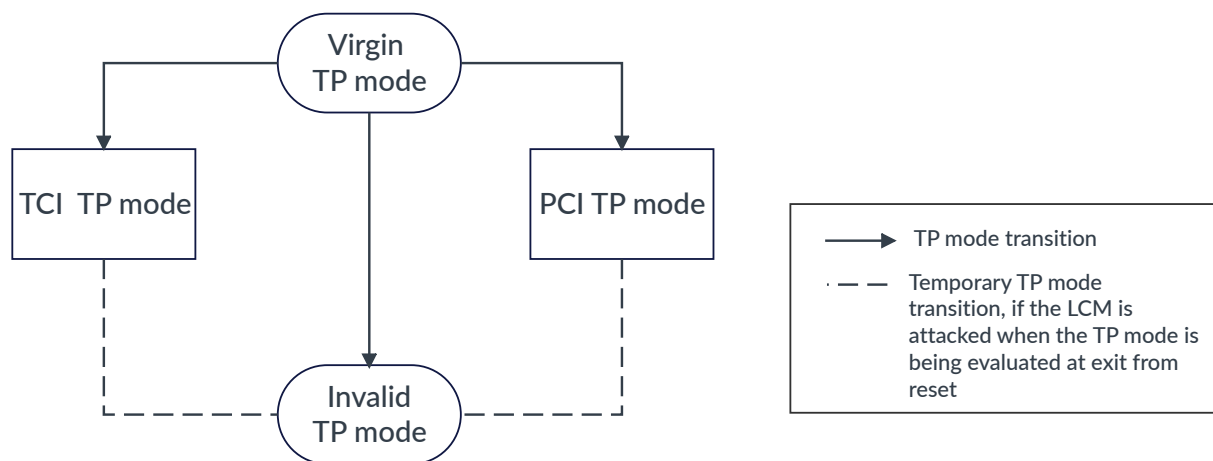 Virgin
TP mode
TCI TP mode
PCI TP mode
TP mode transition
Temporary TP mode
transition, if the LCM is
attacked when the TP mode is
being evaluated at exit from
reset
Invalid
TP mode